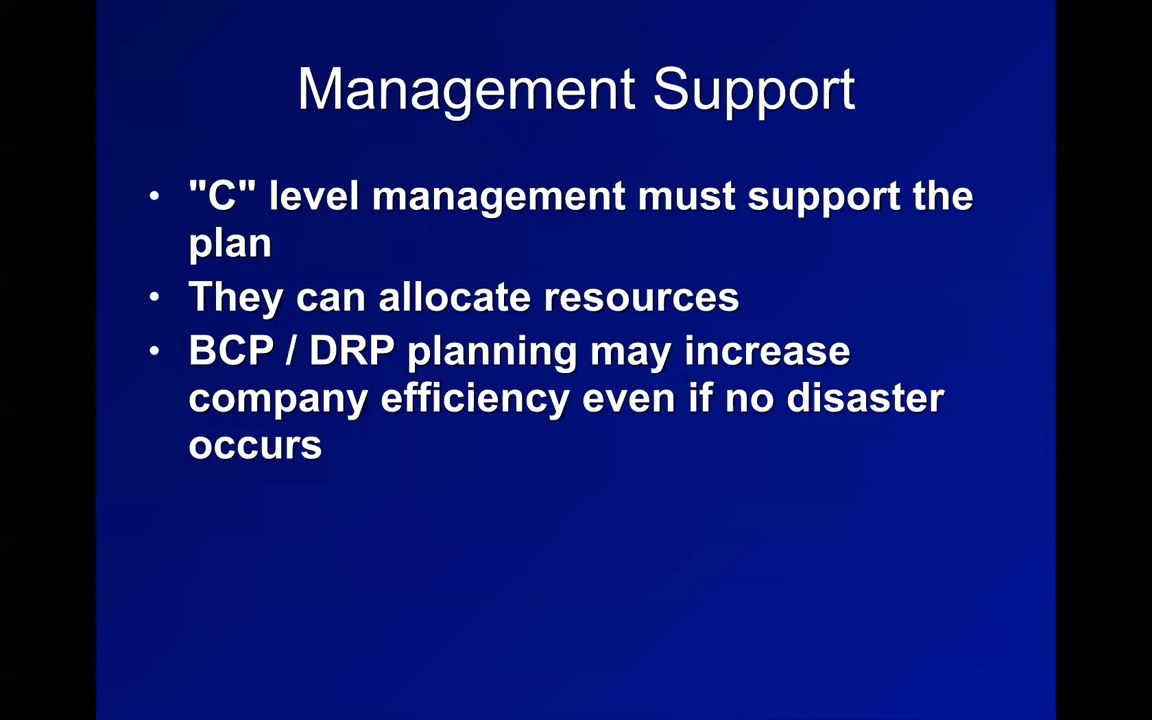 Management Support
• "C" level management must support the
plan
• They can allocate resources
• BCP / DRP planning may increase
company efficiency even if no disaster
occurs